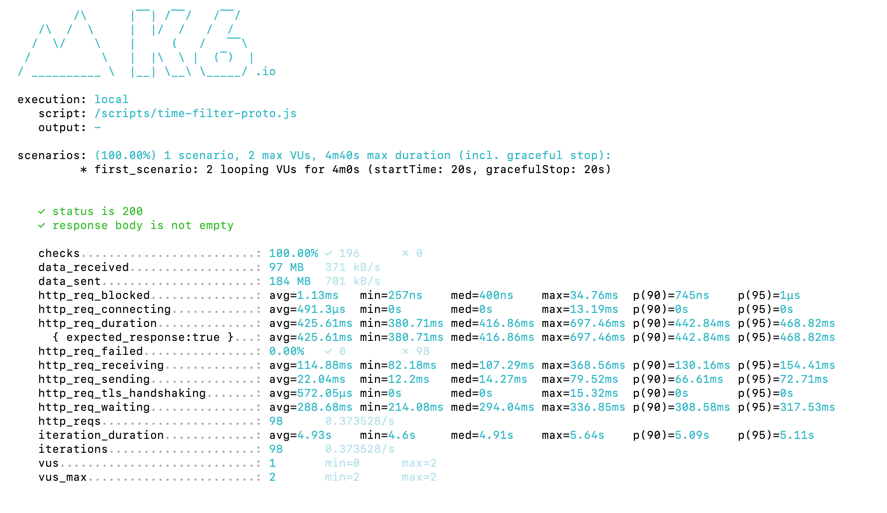 .io
execution: local
script: /scripts/time-filter-proto.js
output: -
scenarios: (100.00%) 1 scenario, 2 max VUs, 4m40s max duration (incl. graceful stop):
* first_scenario: 2 looping VUs for 4m0s (startTime: 20s, gracefulStop: 20s)
✓ status is 200
✓ response body is not empty
checks.........................: 100.00% ✓ 196 ✗ 0
data_received..................: 97 MB 371 kB/s
data_sent......................: 184 MB 701 kB/s
http_req_blocked...............: avg=1.13ms min=257ns med=400ns max=34.76ms p(90)=745ns p(95)=1µs
http_req_connecting............: avg=491.3µs min=0s med=0s max=13.19ms p(90)=0s p(95)=0s
http_req_duration..............: avg=425.61ms min=380.71ms med=416.86ms max=697.46ms p(90)=442.84ms p(95)=468.82ms
{ expected_response:true }...: avg=425.61ms min=380.71ms med=416.86ms max=697.46ms p(90)=442.84ms p(95)=468.82ms
http_req_failed................: 0.00% ✓ 0 ✗ 98
http_req_receiving.............: avg=114.88ms min=82.18ms med=107.29ms max=368.56ms p(90)=130.16ms p(95)=154.41ms
http_req_sending...............: avg=22.04ms min=12.2ms med=14.27ms max=79.52ms p(90)=66.61ms p(95)=72.71ms
http_req_tls_handshaking.......: avg=572.05µs min=0s med=0s max=15.32ms p(90)=0s p(95)=0s
http_req_waiting...............: avg=288.68ms min=214.08ms med=294.04ms max=336.85ms p(90)=308.58ms p(95)=317.53ms
http_reqs......................: 98 0.373528/s
iteration_duration.............: avg=4.93s min=4.6s med=4.91s max=5.64s p(90)=5.09s p(95)=5.11s
iterations.....................: 98 0.373528/s
vus............................: 1 min=0 max=2
vus_max........................: 2 min=2 max=2